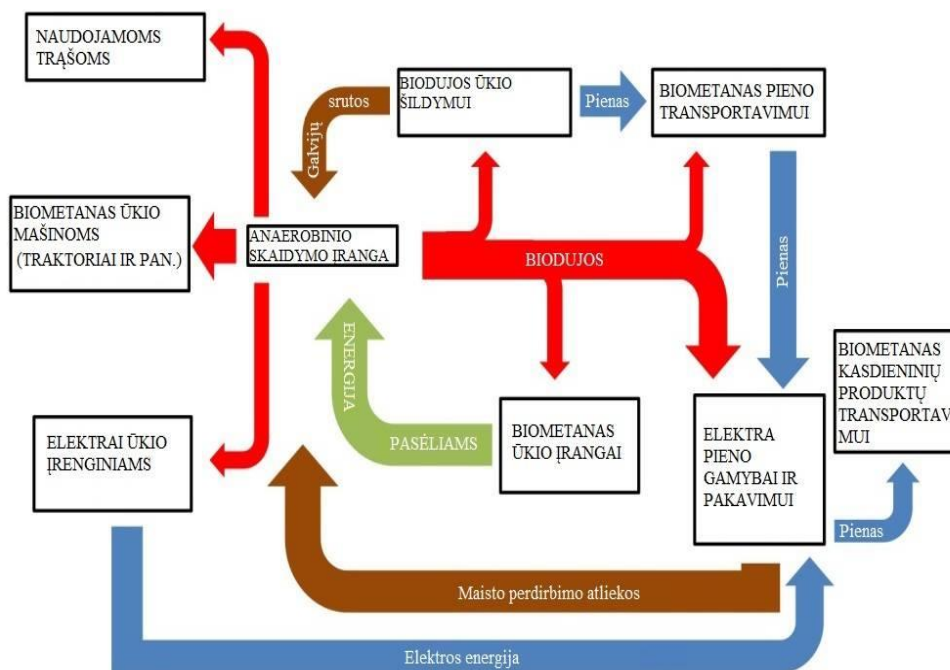 NAUDOJAMOMS
TRĄŠOMS
srutos
Galvijų
BIODUJOS ŪKIO
ŠILDYMUI
Pienas
BIOMETANAS PIENO
TRANSPORTAVIMUI
BIOMETANAS ŪKIO
MAŠINOMS
(TRAKTORIAI IR PAN.)
ANAEROBINIO
SKAIDYMO ĮRANGA
BIODUJOS
Pienas
ENERGIJA
PASĖLIAMS
BIOMETANAS
ŪKIO ĮRANGAI
BIOMETANAS
KASDIENINIŲ
PRODUKTŲ
TRANSPORTAV
MUI
ELEKTRAI ŪKIO
ĮRENGINIAMS
ELEKTRA
PIENO
GAMYBAI IR
PAKAVIMUI
Pienas
Maisto perdirbimo atliekos
Elektros energija